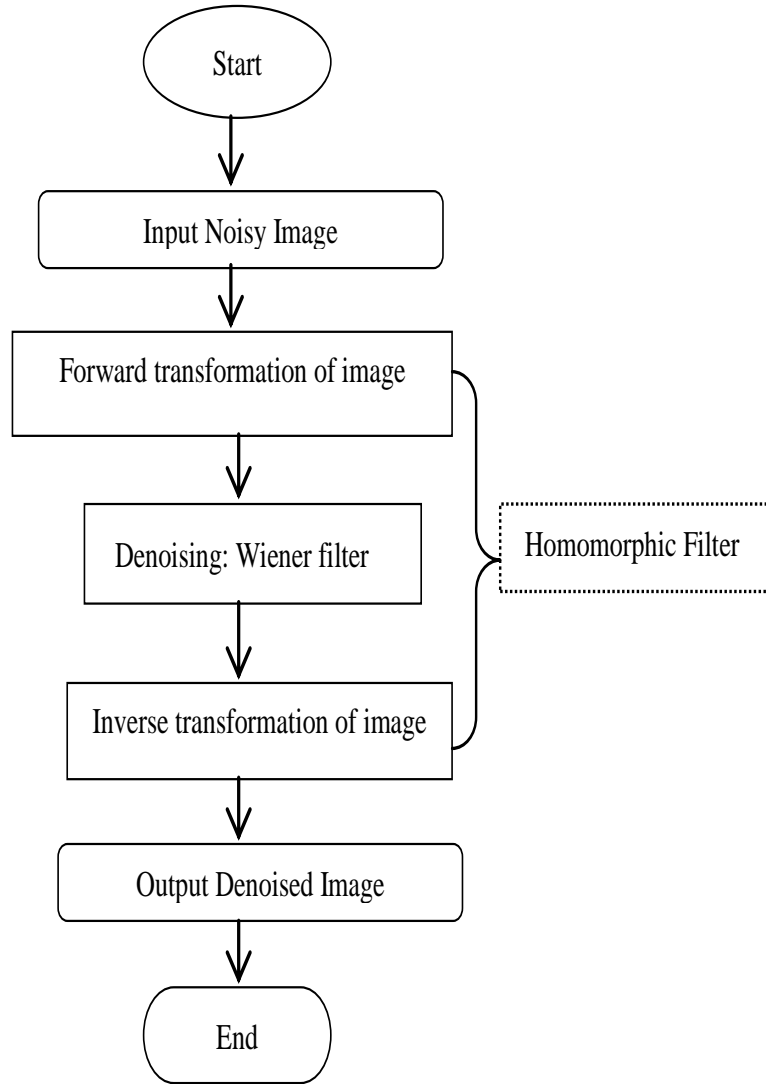 Start
Input Noisy Image
Forward transformation of image
Denoising: Wiener filter
Homomorphic Filter
Inverse transformation of image
Output Denoised Image
End